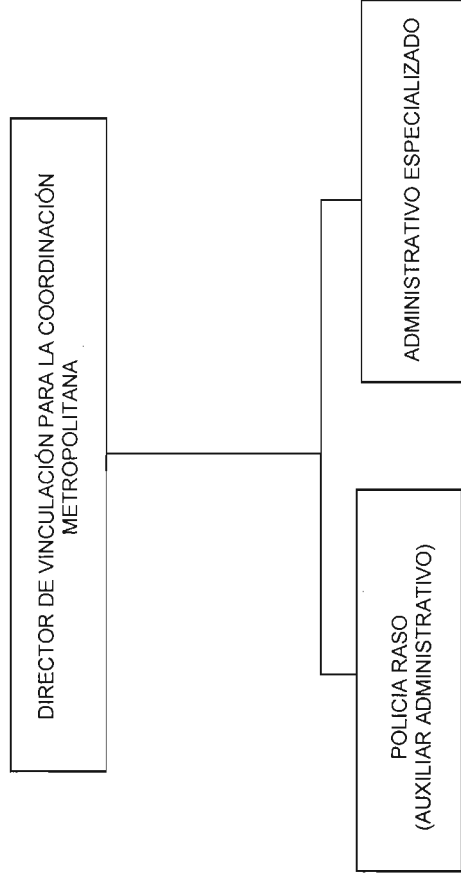 DIRECTOR DE VINCULACIÓN PARA LA COORDINACIÓN
METROPOLITANA
POLICIA RASO
(AUXILIAR ADMINISTRATIVO)
ADMINISTRATIVO ESPECIALIZADO